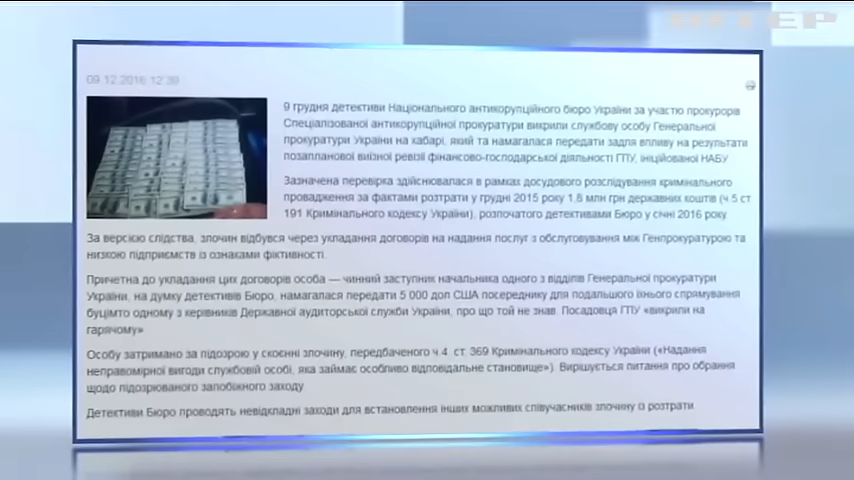 ІНТЕР
09.12.2016 12:39
9 грудня детективи Національного антикорупційного бюро України за участю прокурорів
Спеціалізованої антикорупційної прокуратури викрили службову особу Генеральної
прокуратури України на хабарі, який та намагалася передати задля впливу на результати
позапланової виїзної ревізії фінансово-господарської діяльності ГПУ, ініційованої НАБУ
Зазначена перевірка здійснювалася в рамках досудового розслідування кримінального
провадження за фактами розтрати у грудні 2015 року 1,8 млн грн державних коштів (ч.5 ст
191 Кримінального кодексу України), розпочатого детективами Бюро у січні 2016 року
За версією слідства, злочин відбувся через укладання договорів на надання послуг з обслуговування між Генпрокуратурою та
низкою підприємств із ознаками фіктивності.
Причетна до укладання цих договорів особа — чинний заступник начальника одного з відділів Генеральної прокуратури
України, на думку детективів Бюро, намагалася передати 5 000 дол США посереднику для подальшого їхнього спрямування
буцімто одному з керівників Державної аудиторської служби України, про що той не знав. Посадовця ГПУ «викрили на
гарячому»
Особу затримано за підозрою у скоєнні злочину, передбаченого ч.4 ст. 369 Кримінального кодексу України («Надання
неправомірної вигоди службовій особі, яка займає особливо відповідальне становище»). Вирішується питання про обрання
щодо підозрюваного запобіжного заходу
Детективи Бюро проводять невідкладні заходи для встановлення інших можливих співучасників злочину із розтрати